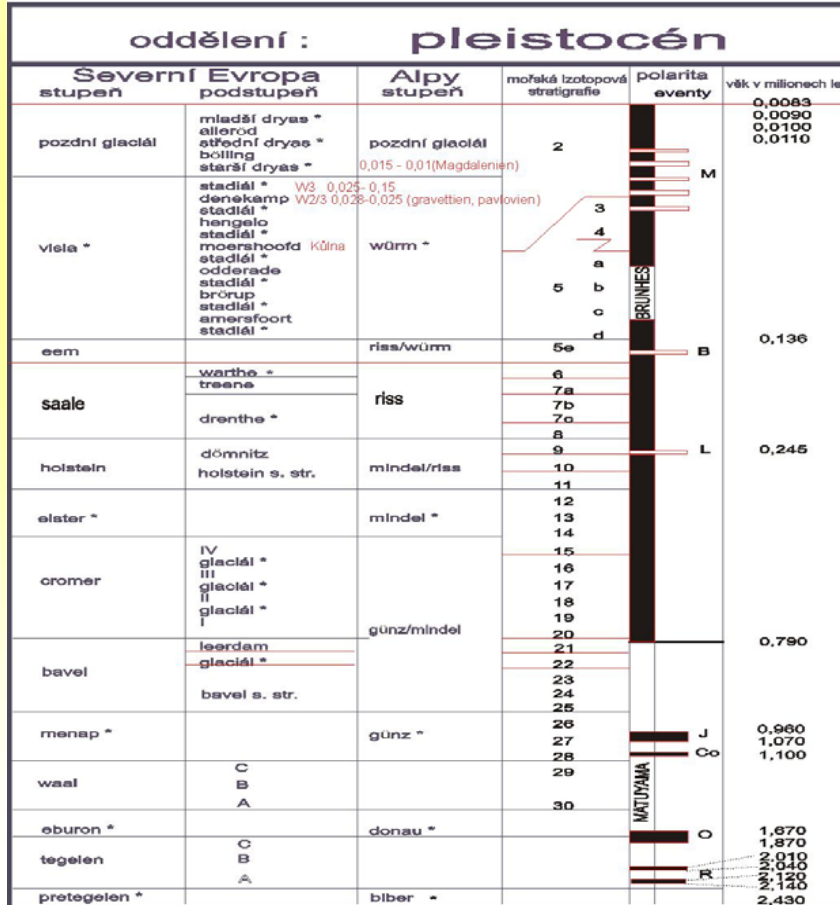 oddělení : pleistocén
Severní Evropa Alpy mořská izotopová polarita věk v milionech le
stupeň podstupeň stupeň stratigrafie eventy
0,0083
mladší dryas * 0,0090
alleröd 0,0100
pozdní glaciál střední dryas * pozdní glaciál 2 0,0110
bölling
starší dryas * 0,015 - 0,01(Magdalenien) M
stadiál * W3 0,025- 0,15
denekamp W2/3 0,028-0,025 (gravettien, pavlovien)
stadiál * 3
hengelo
stadiál * 4
visla * moershoofd Kůlna würm *
stadiál * a
odderade
stadiál * 5 b BRUNHES
brörup
stadiál * c
amersfoort
stadiál * d
0,136
eem riss/würm 5e B
warthe * 6
treene 7a
saale riss 7b
drenthe * 7c
8
dömnitz 9 L 0,245
holstein holstein s. str. mindel/riss 10
11
12
elster * mindel * 13
14
IV 15
glaciál *
III 16
cromer glaciál * 17
II 18
glaciál *
I 19
günz/mindel 20
leerdam 21 0,790
glaciál * 22
bavel 23
bavel s. str. 24
25
26
menap * günz * J 0,960
27 1,070
28 Co 1,100
C 29
waal B MATUYAMA
A 30
eburon * donau * O 1,670
C 1,870
tegelen B 2,010
2,040
A R 2,120
2,140
pretegelen * biber * 2,430